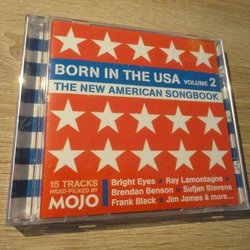 BORN IN THE USA VOLUME 2
THE NEW AMERICAN SONGBOOK
15 TRACKS
HAND-PICKED BY
MOJO
Bright Eyes ★ Ray Lamontagne ★
Brendan Benson ★ Sufjan Stevens
Frank Black ★ Jim James & more...